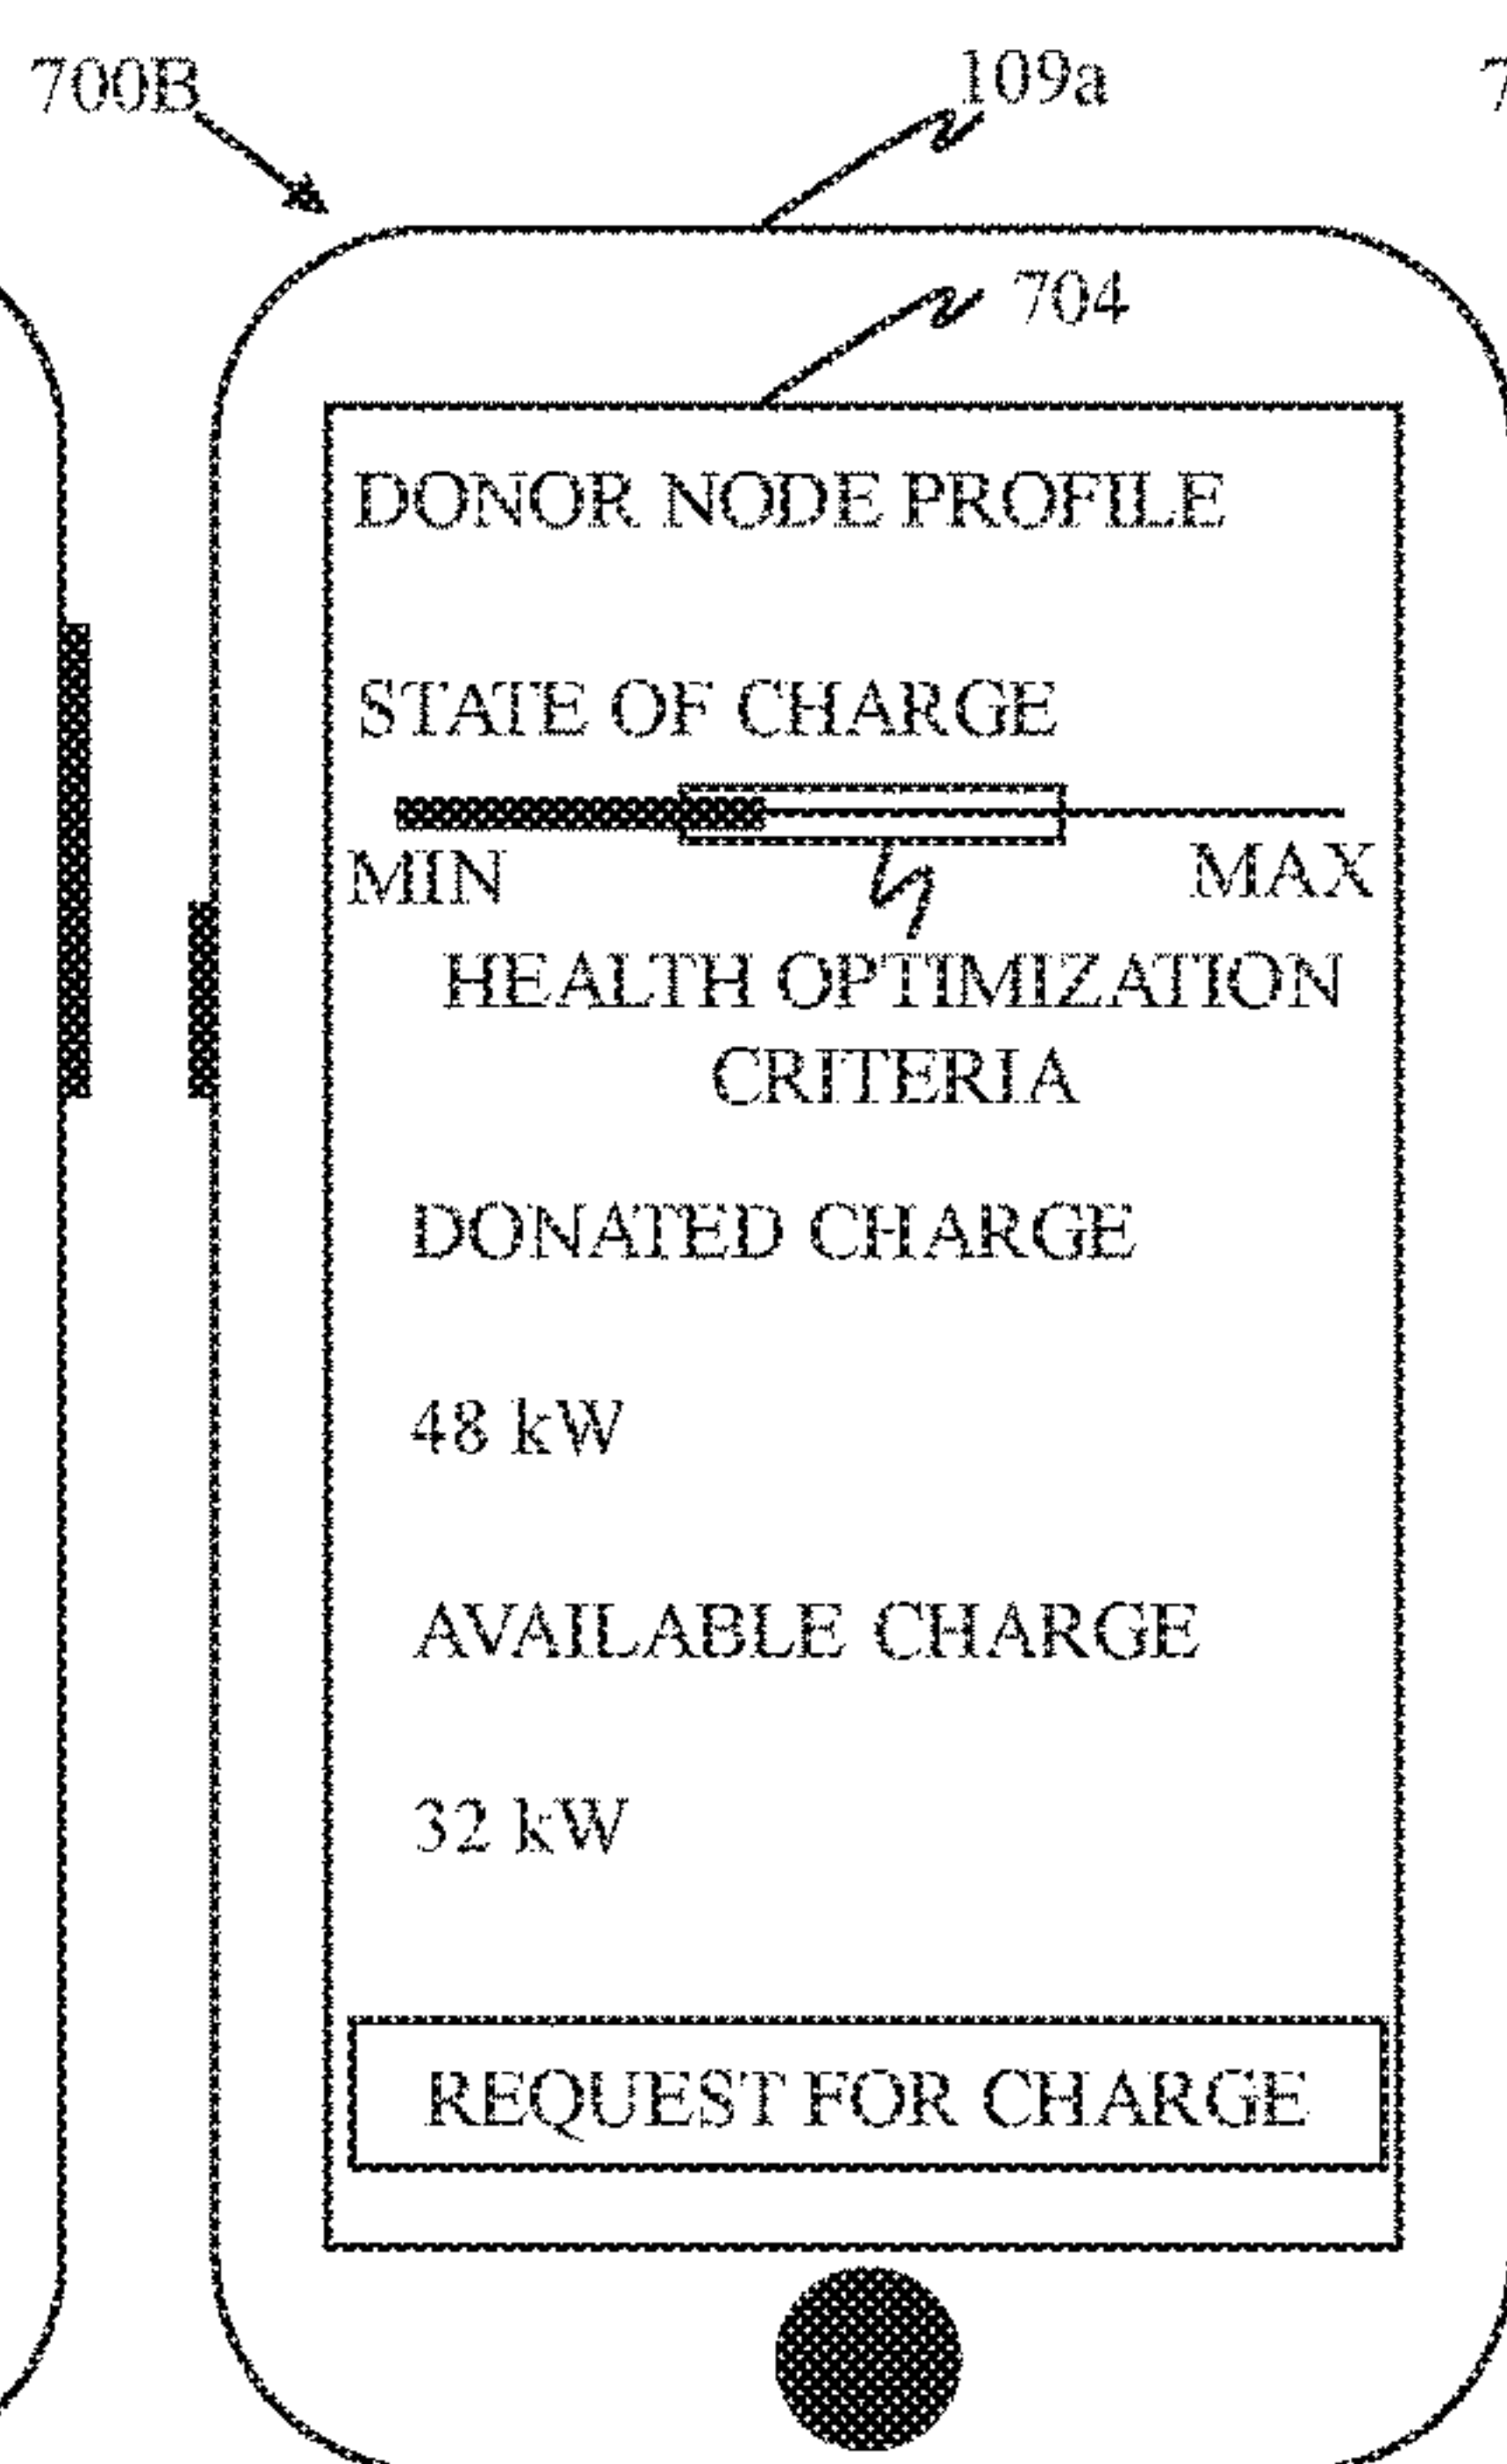 700B
109a
7
704
DONOR NODE PROFILE
STATE OF CHARGE
MIN MAX
HEALTH OPTIMIZATION
CRITERIA
DONATED CHARGE
48 kW
AVAILABLE CHARGE
32 kW
REQUEST FOR CHARGE